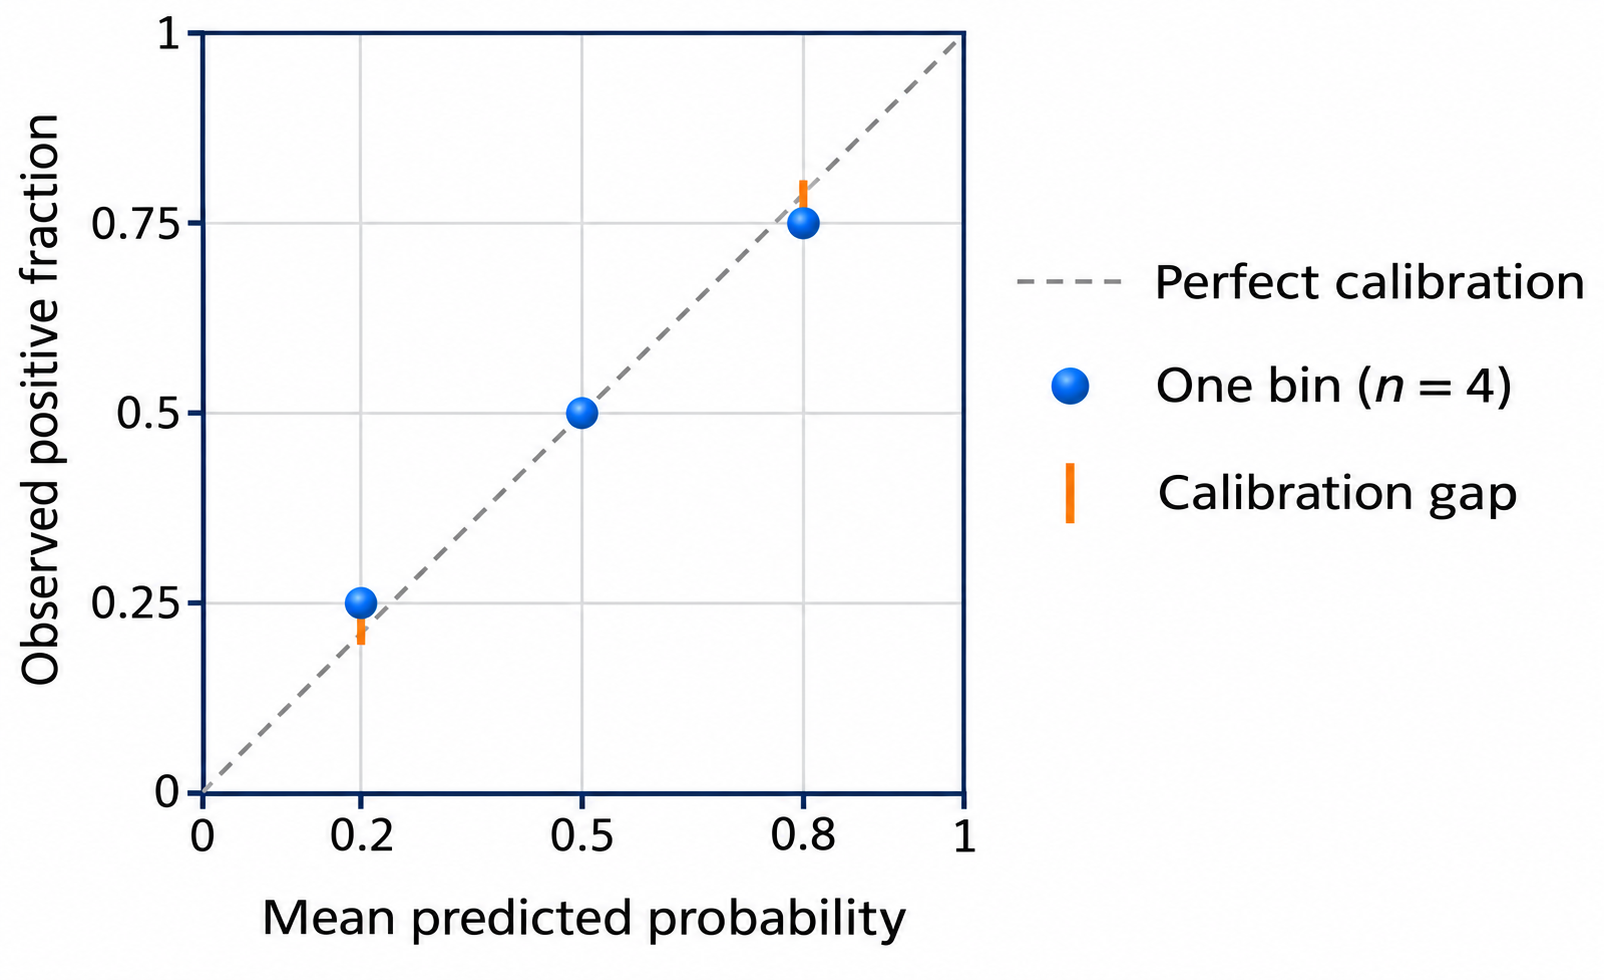 Observed positive fraction
1
0.75
0.5
0.25
0
0 0.2 0.5 0.8 1
Mean predicted probability
Perfect calibration
One bin (n = 4)
Calibration gap